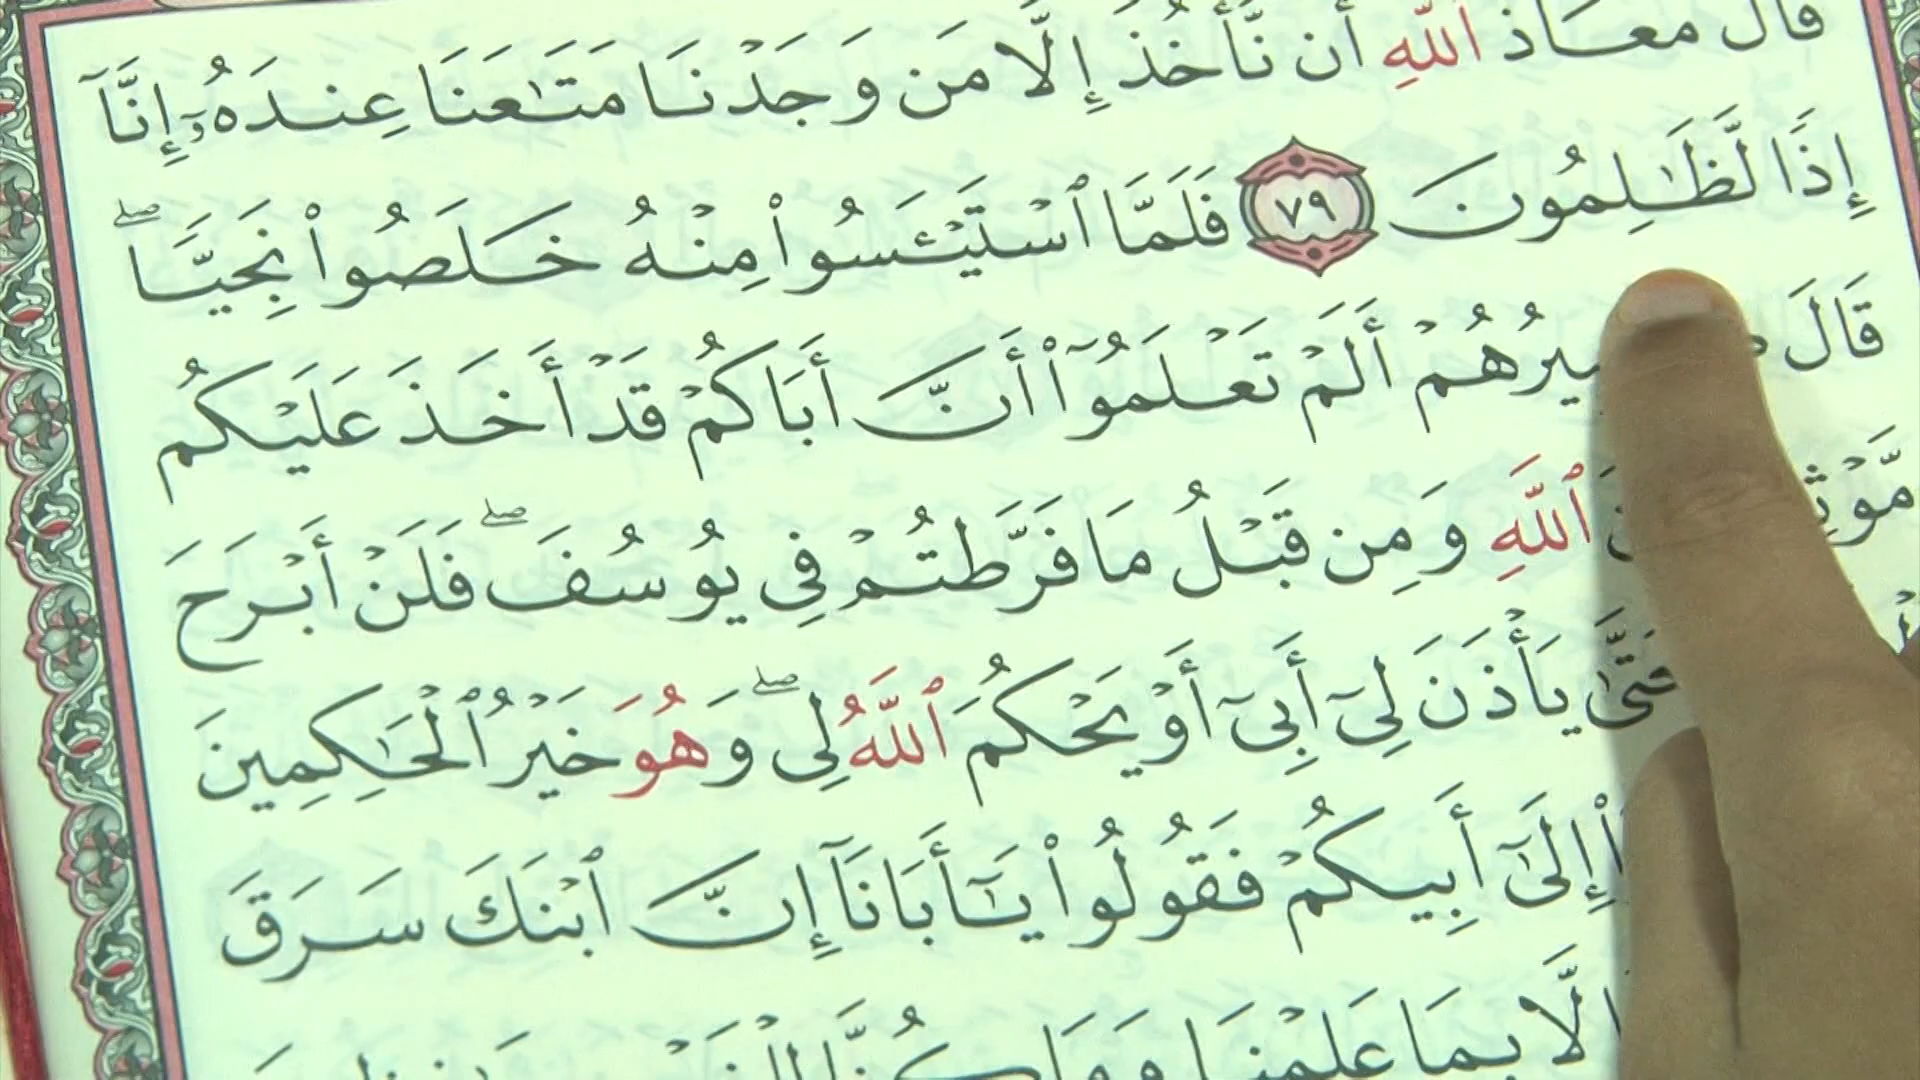 قَالَ مَعَاذَ ٱللَّهِ أَن نَّأْخُذَ إِلَّا مَن وَجَدْنَا مَتَٰعَنَا عِندَهُۥٓ إِنَّآ
إِذًا لَّظَٰلِمُونَ ٧٩ فَلَمَّا ٱسْتَيْـَٔسُوا۟ مِنْهُ خَلَصُوا۟ نَجِيًّا ۖ
قَالَ أَلَمْ تَعْلَمُوٓا۟ أَنَّ أَبَاكُمْ قَدْ أَخَذَ عَلَيْكُم
ٱللَّهِ وَمِن قَبْلُ مَا فَرَّطتُمْ فِى يُوسُفَ ۖ فَلَنْ أَبْرَحَ
يَأْذَنَ لِىٓ أَبِىٓ أَوْ يَحْكُمَ ٱللَّهُ لِى ۖ وَهُوَ خَيْرُ ٱلْحَٰكِمِينَ
إِلَىٰٓ أَبِيكُمْ فَقُولُوا۟ يَٰٓأَبَانَآ إِنَّ ٱبْنَكَ سَرَقَ
بِمَا عَلِمْنَا وَمَا كُنَّا